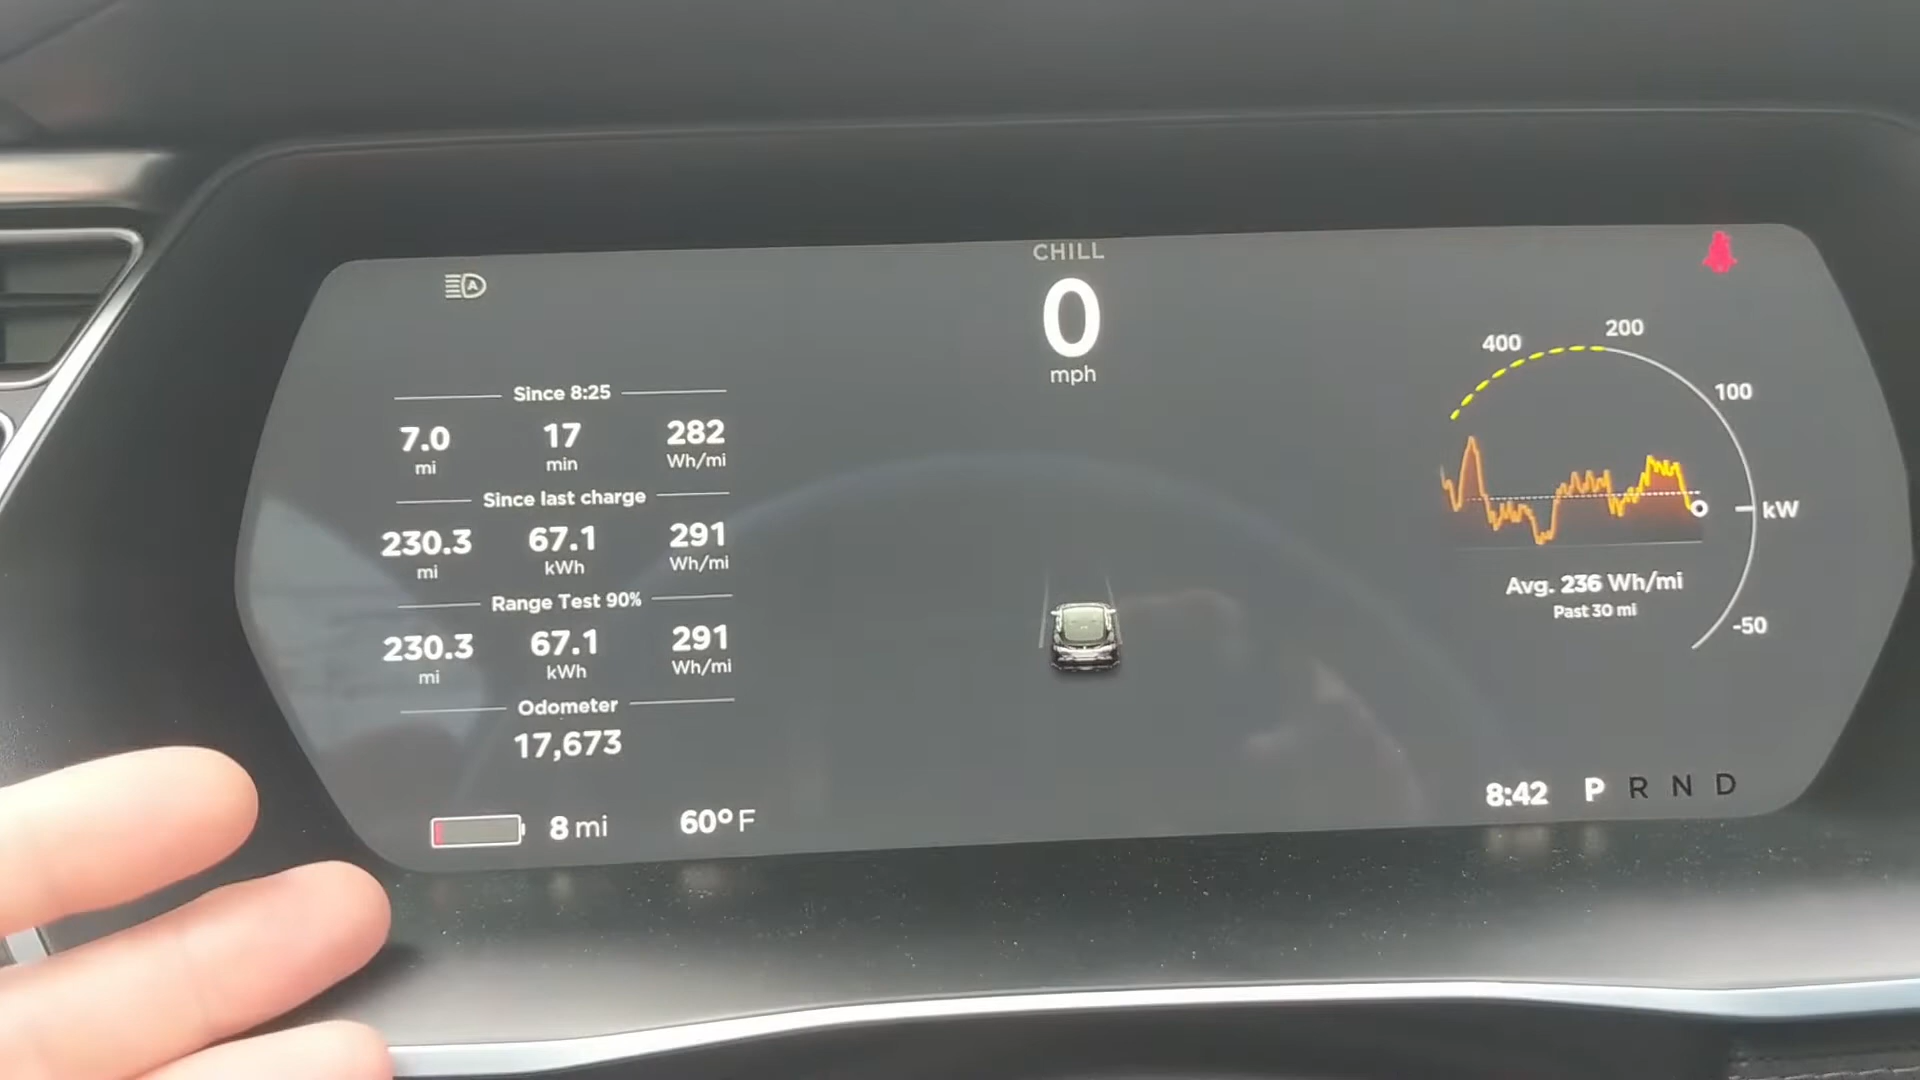 CHILL
0
mph
A
Since 8:25
7.0 17 282
mi min Wh/mi
Since last charge
230.3 67.1 291
mi kWh Wh/mi
Range Test 90%
230.3 67.1 291
mi kWh Wh/mi
Odometer
17,673
8 mi 60° F
400 200
100
kW
-50
Avg. 236 Wh/mi
Past 30 mi
8:42 P R N D